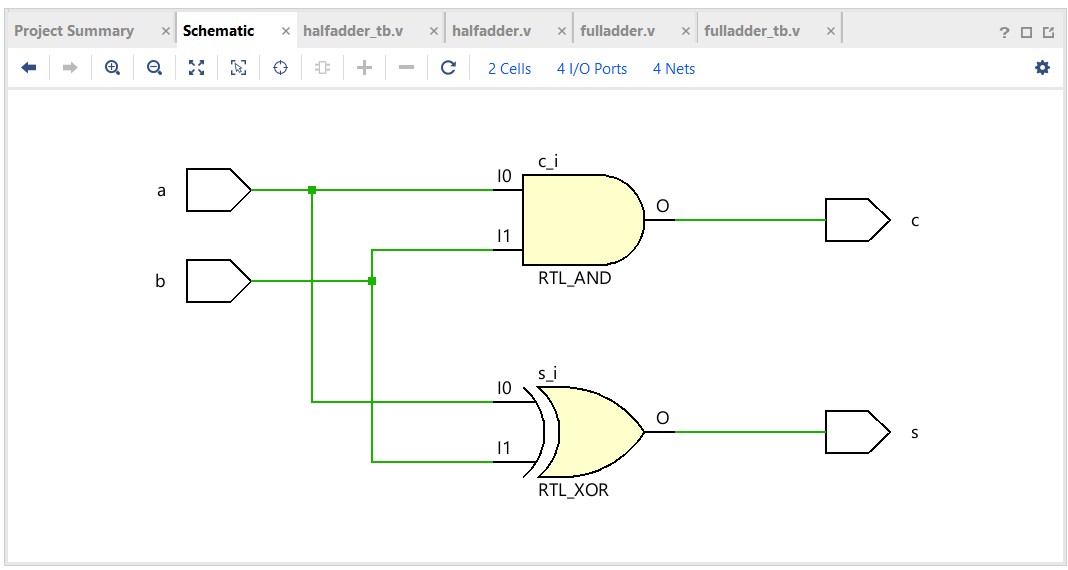 Project Summary × Schematic × halfadder_tb.v × halfadder.v × fulladder.v × fulladder_tb.v × ?
2 Cells 4 I/O Ports 4 Nets
c_i
a I0 O c
I1
b RTL_AND
s_i
I0 O s
I1
RTL_XOR